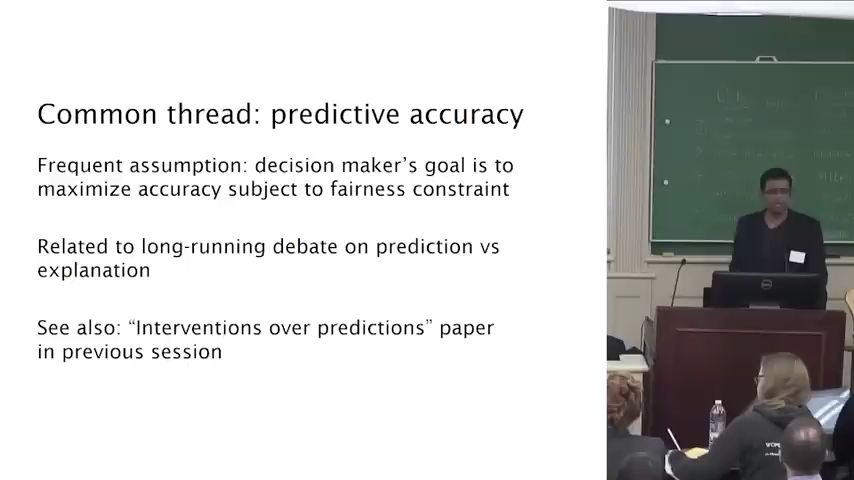 Common thread: predictive accuracy
Frequent assumption: decision maker's goal is to
maximize accuracy subject to fairness constraint
Related to long-running debate on prediction vs
explanation
See also: “Interventions over predictions” paper
in previous session
DELL